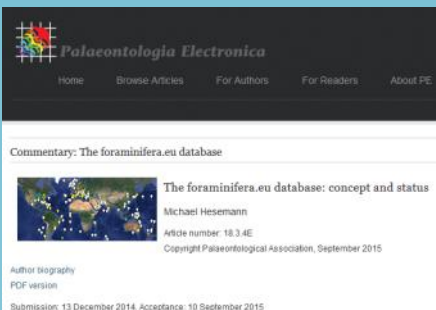 Palaeontologia Electronica
Home Browse Articles For Authors For Readers About PE
Commentary: The foraminifera.eu database
The foraminifera.eu database: concept and status
Michael Hesemann
Article number: 18.3.4E
Copyright Palaeontological Association, September 2015
Author biography
PDF version
Submission: 13 December 2014. Acceptance: 10 September 2015